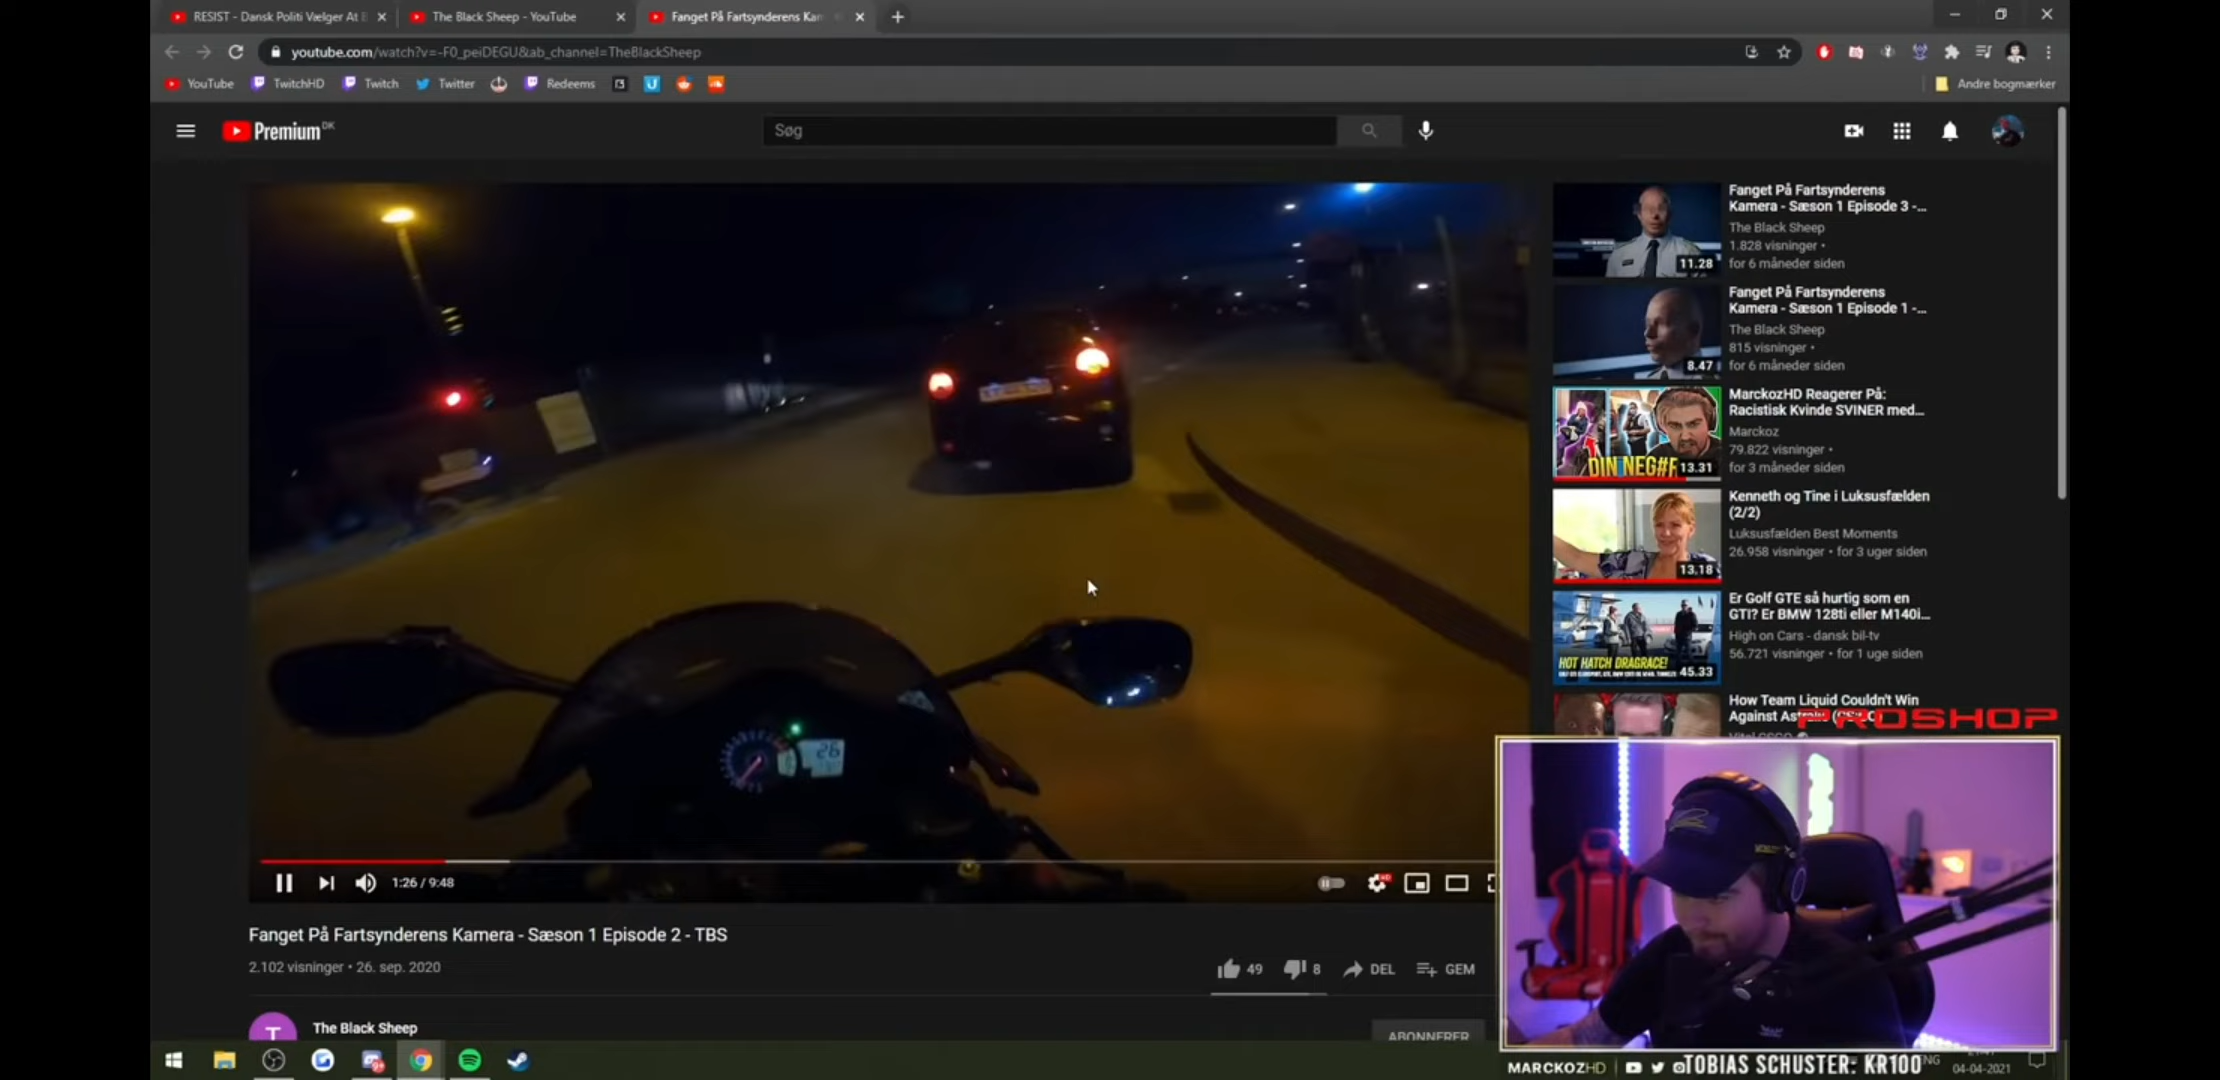 RESIST - Dansk Politi Vælger At
The Black Sheep - YouTube
Fanget På Fartsynderens Kam
youtube.com/watch?v=-F0_peiDEGU&ab_channel=TheBlackSheep
YouTube
TwitchHD
Twitch
Twitter
Redeems
Andre bogmærker
Premium DK
Søg
Fanget På Fartsynderens
Kamera - Sæson 1 Episode 3 -...
The Black Sheep
1.828 visninger •
for 6 måneder siden
11.28
Fanget På Fartsynderens
Kamera - Sæson 1 Episode 1 -...
The Black Sheep
815 visninger •
for 6 måneder siden
8.47
MarckozHD Reagerer På:
Racistisk Kvinde SVINER med...
Marckoz
79.822 visninger •
for 3 måneder siden
DIN NEG#R
13.31
Kenneth og Tine i Luksusfælden
(2/2)
Luksusfælden Best Moments
26.958 visninger • for 3 uger siden
13.18
Er Golf GTE så hurtig som en
GTI? Er BMW 128ti eller M140i...
High on Cars - dansk bil-tv
56.721 visninger • for 1 uge siden
HOT HATCH DRAGRACE!
45.33
How Team Liquid Couldn't Win
Against
PROSHOP
26
1:26 / 9:48
HD
Fanget På Fartsynderens Kamera - Sæson 1 Episode 2 - TBS
2.102 visninger • 26. sep. 2020
49
8
DEL
GEM
T
The Black Sheep
ABONNERER
MARCKOZHD
TOBIAS SCHUSTER: KR100
ENG
04-04-2021